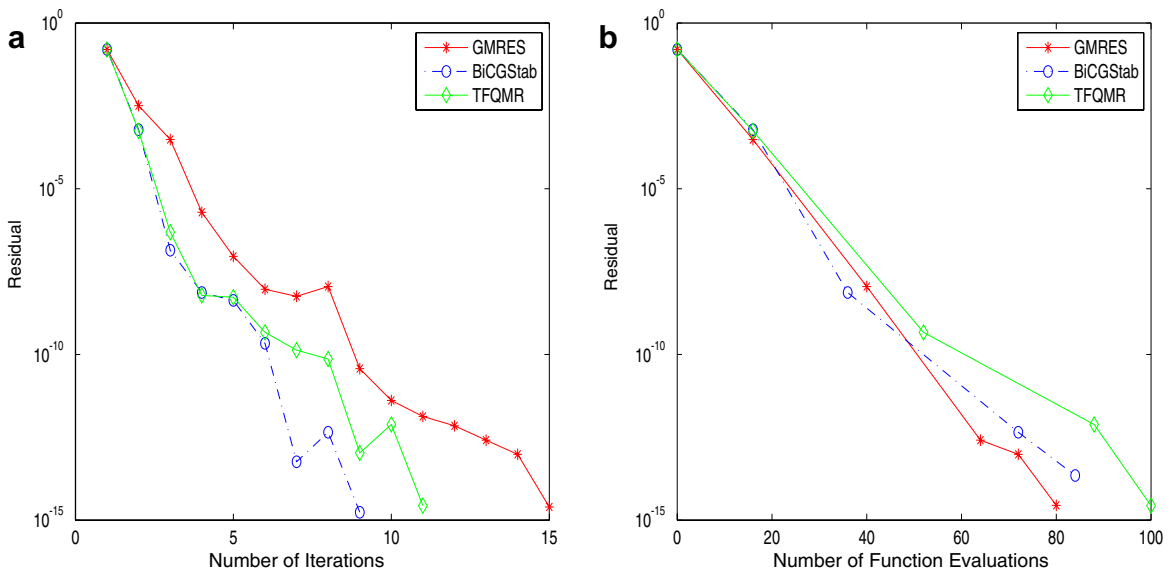 a
10^0
10^-5
10^-10
10^-15
Residual
0
5
10
15
Number of Iterations
GMRES
BiCGStab
TFQMR
b
10^0
10^-5
10^-10
10^-15
Residual
0
20
40
60
80
100
Number of Function Evaluations
GMRES
BiCGStab
TFQMR